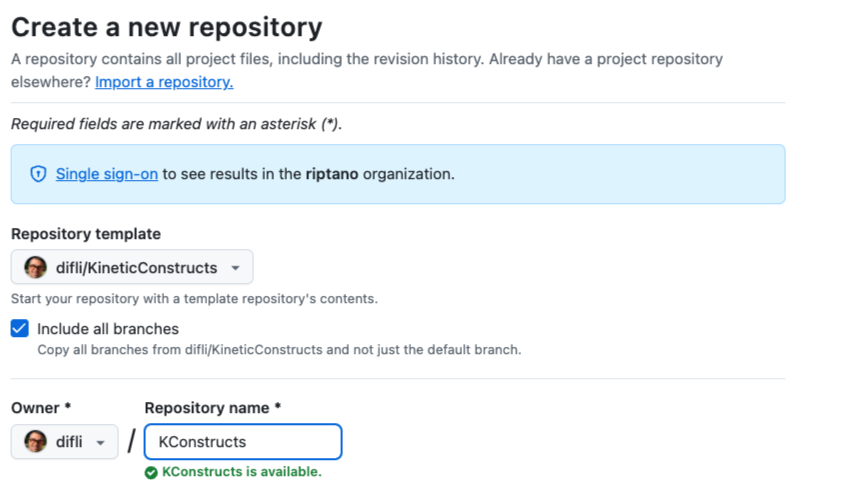 Create a new repository
A repository contains all project files, including the revision history. Already have a project repository
elsewhere? Import a repository.
Required fields are marked with an asterisk (*).
Single sign-on to see results in the riptano organization.
Repository template
difli/KineticConstructs
Start your repository with a template repository's contents.
Include all branches
Copy all branches from difli/KineticConstructs and not just the default branch.
Owner * Repository name *
difli / KConstructs
KConstructs is available.